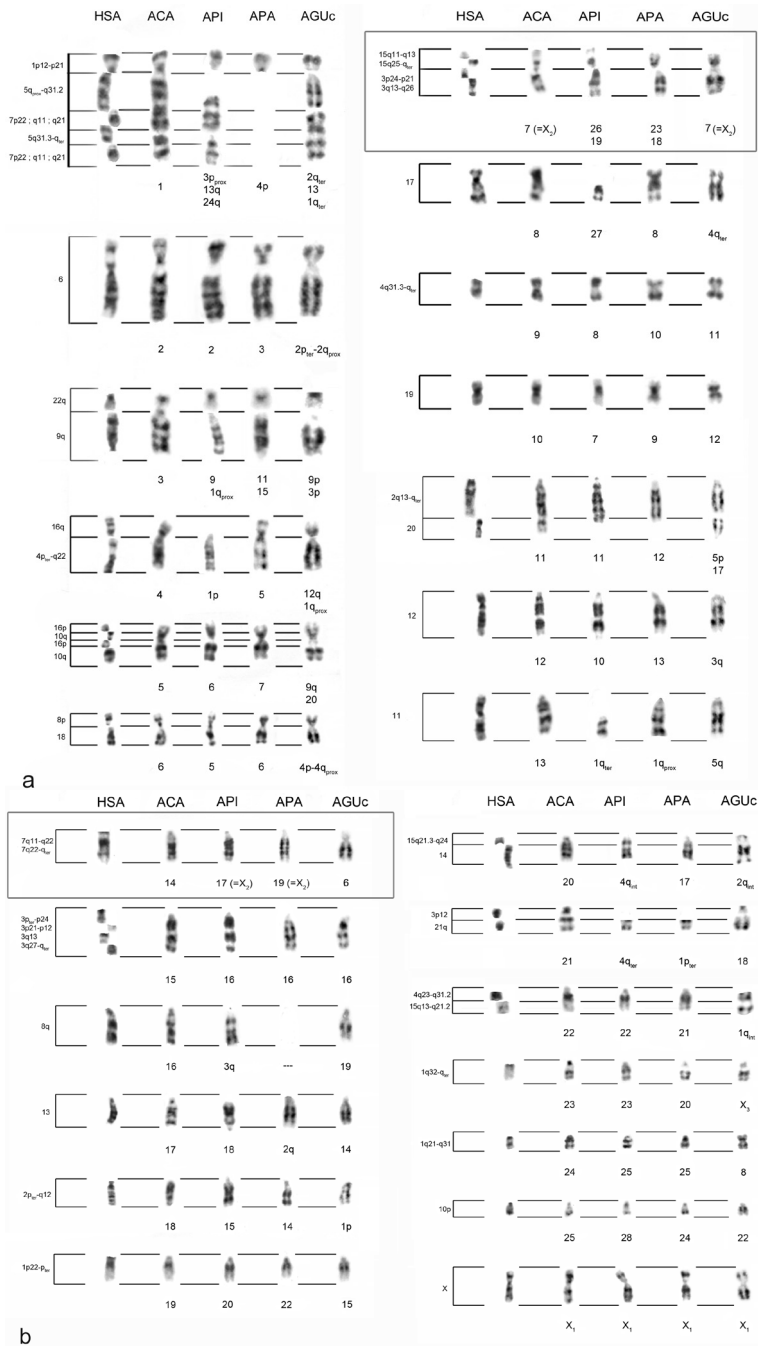 HSA ACA API APA AGUc
1p12-p21
5qprox-q31.2
7p22 ; q11 ; q21
5q31.3-qter
7p22 ; q11 ; q21
1 3pprox 4p 2qter
13q 13
24q 1qter
6
2 2 3 2pter-2qprox
22q
9q
3 9 11 9p
1qprox 15 3p
16q
4pter-q22
4 1p 5 12q
1qprox
16p
10q
16p
10q
5 6 7 9q
20
8p
18
6 5 6 4p-4qprox
a
HSA ACA API APA AGUc
15q11-q13
15q25-qter
3p24-p21
3q13-q26
7 (=X2) 26 23 7 (=X2)
19 18
17
8 27 8 4qter
4q31.3-qter
9 8 10 11
19
10 7 9 12
2q13-qter
20
11 11 12 5p
17
12
12 10 13 3q
11
13 1qter 1qprox 5q
HSA ACA API APA AGUc
7q11-q22
7q22-qter
14 17 (=X2) 19 (=X2) 6
3pter-p24
3p21-p12
3q13
3q27-qter
15 16 16 16
8q
16 3q --- 19
13
17 18 2q 14
2pter-q12
18 15 14 1p
1p22-pter
19 20 22 15
b
HSA ACA API APA AGUc
15q21.3-q24
14
20 4qint 17 2qint
3p12
21q
21 4qter 1pter 18
4q23-q31.2
15q13-q21.2
22 22 21 1qint
1q32-qter
23 23 20 X3
1q21-q31
24 25 25 8
10p
25 28 24 22
X
X1 X1 X1 X1